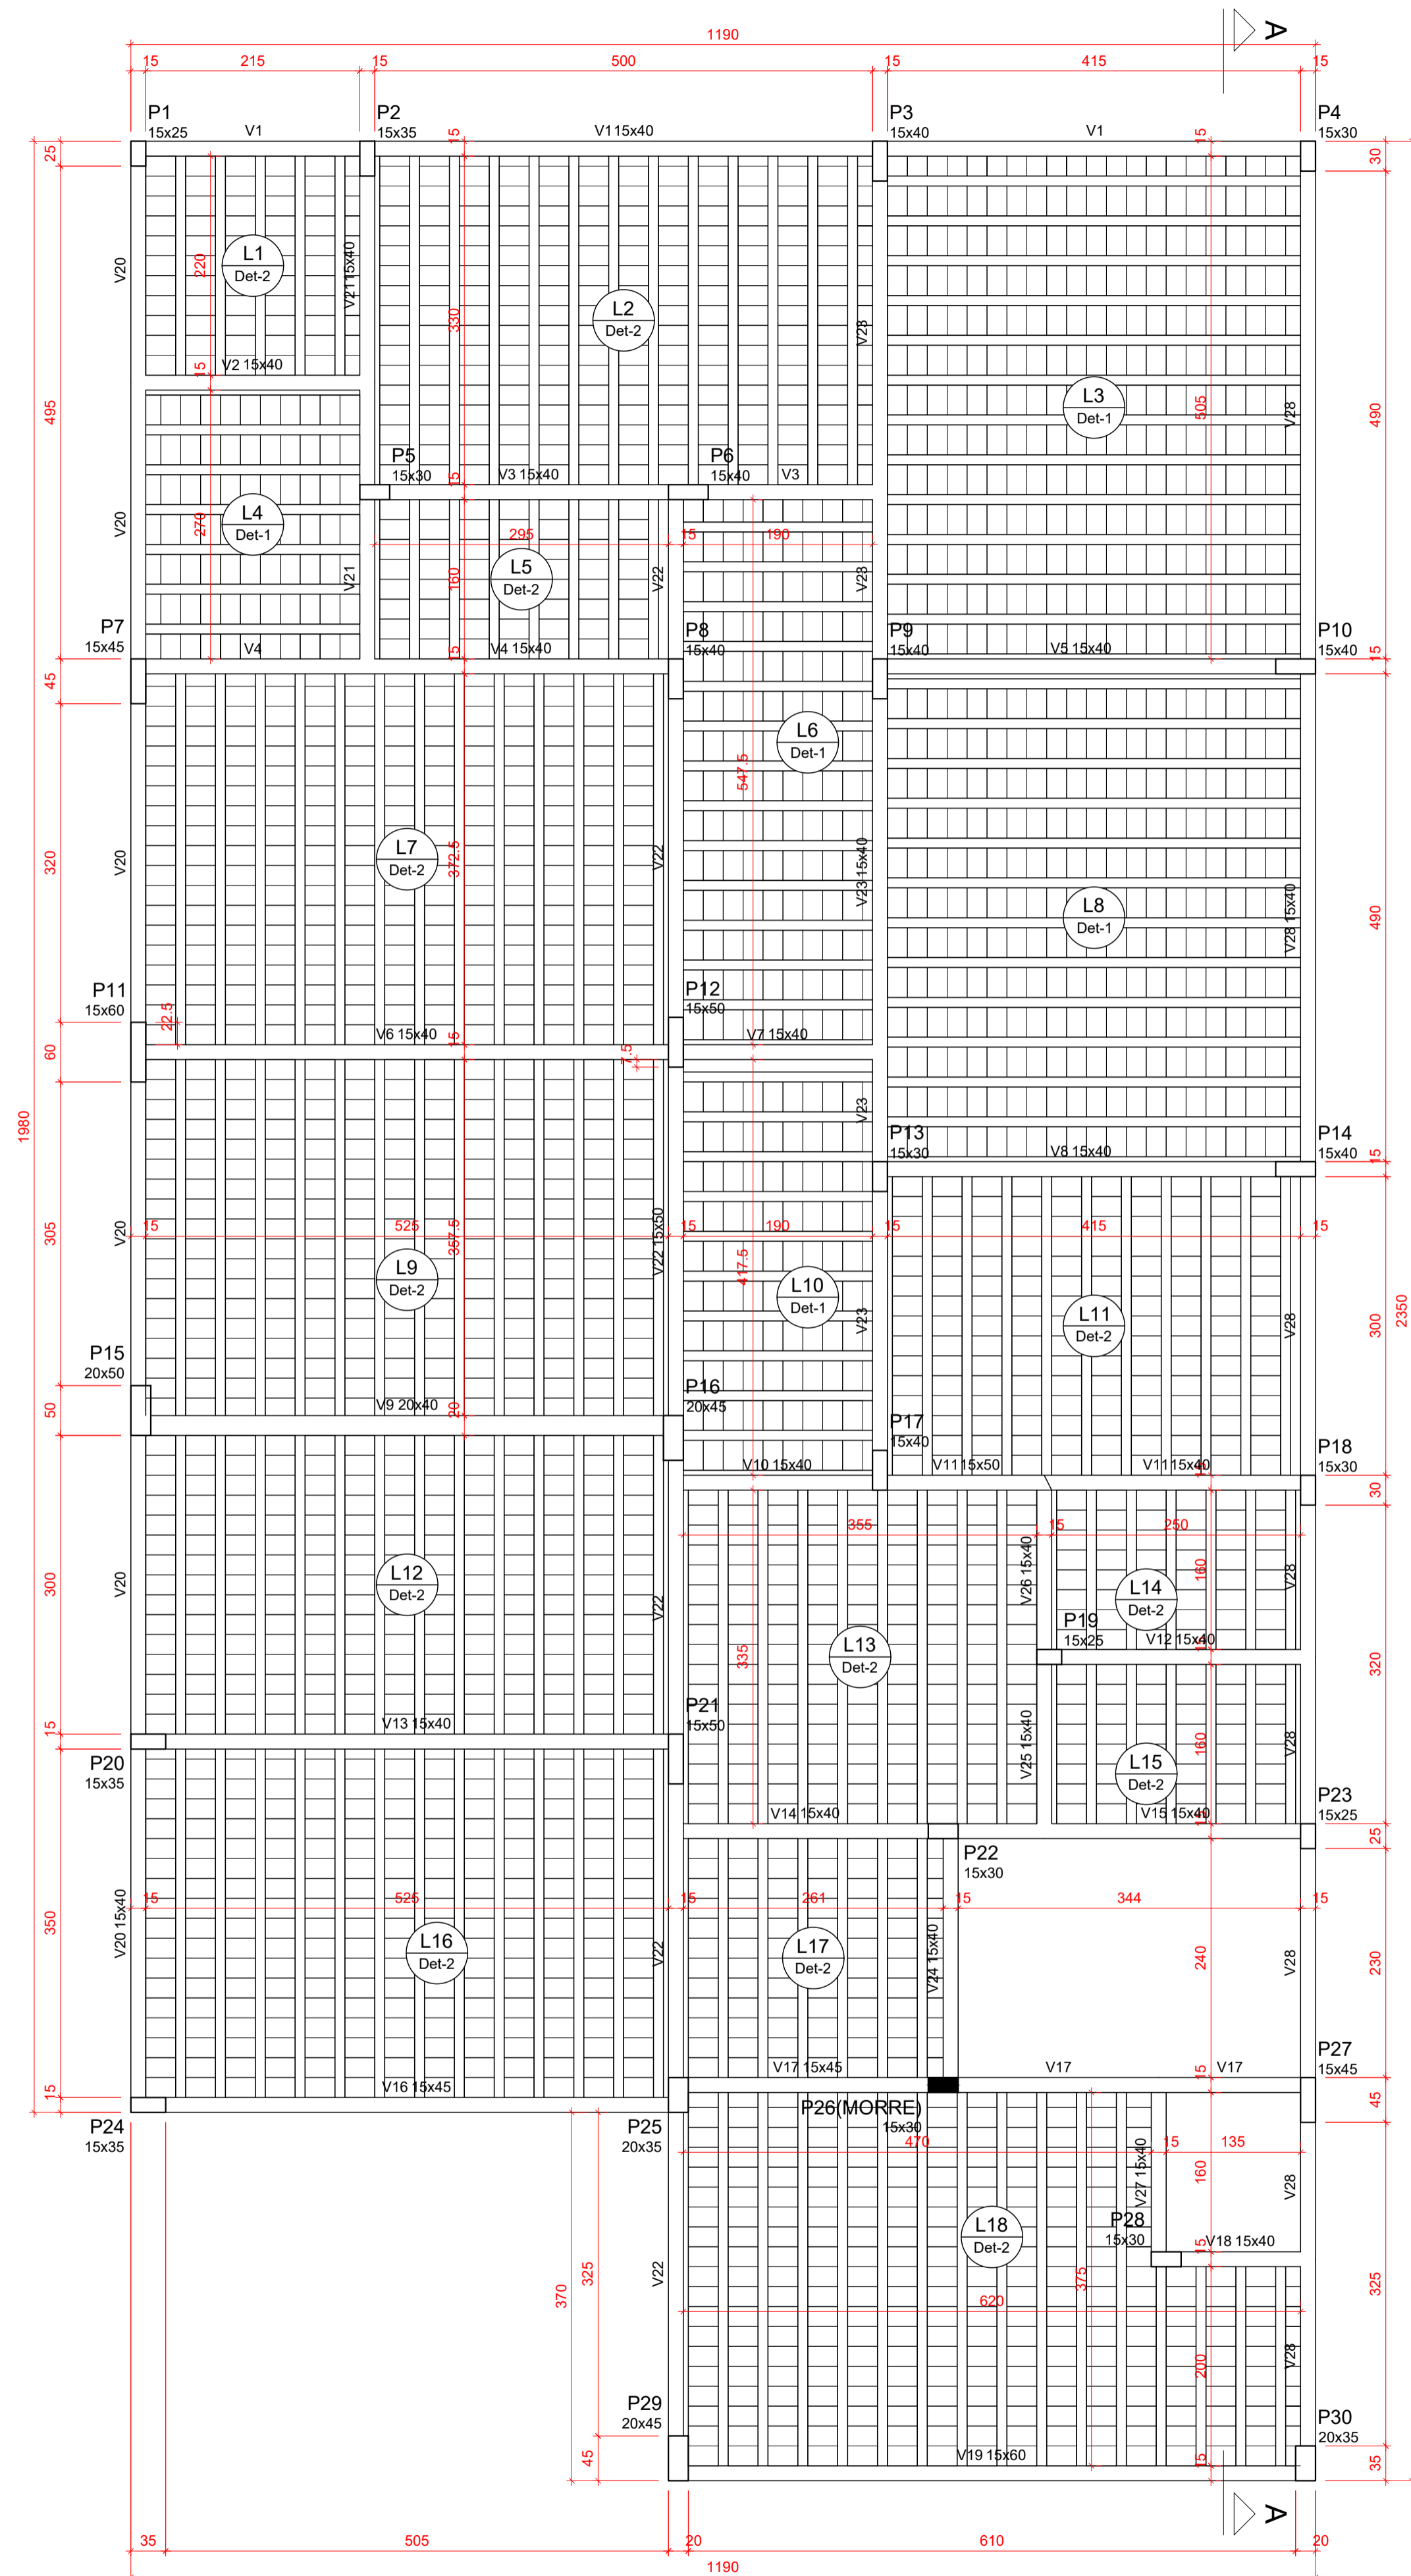 A
1190
15 215 15 500 15 415 15
P1
15x25
V1
P2
15x35
V115x40
P3
15x40
V1
P4
15x30
25
15
15
30
L1
Det-2
220
V20
V21 15x40
L2
Det-2
330
V23
15
V2 15x40
L3
Det-1
505
V28
495
490
P5
15x30
V3 15x40
15
P6
15x40
V3
L4
Det-1
270
V20
V21
295 15 190
L5
Det-2
160
V22
V23
P7
15x45
V4
V4 15x40
15
P8
15x40
P9
15x40
V5 15x40
P10
15x40
15
45
L6
Det-1
547.5
L7
Det-2
372.5
320
V20
V22
V23 15x40
L8
Det-1
V28 15x40
490
P11
15x60
22.5
V6 15x40
15
P12
15x50
7.5
V7 15x40
60
1980
V23
P13
15x30
V8 15x40
P14
15x40
15
305
V20
15 525 15 190 15 415 15
357.5
V22 15x50
L9
Det-2
417.5
L10
Det-1
V23
L11
Det-2
V28
300
2350
P15
20x50
50
V9 20x40
20
P16
20x45
P17
15x40
V10 15x40
V11 15x50
V11 15x40
15
P18
15x30
30
355 15 250
L12
Det-2
300
V20
V22
V26 15x40
L14
Det-2
160
V28
P19
15x25
V12 15x40
15
L13
Det-2
335
320
P21
15x50
15
V13 15x40
P20
15x35
V25 15x40
L15
Det-2
160
V28
V14 15x40
V15 15x40
15
P23
15x25
25
P22
15x30
15 525 15 261 15 344 15
350
V20 15x40
L16
Det-2
V22
L17
Det-2
V24 15x40
240
V28
230
15
V16 15x45
V17 15x45
V17
V17
15
P27
15x45
45
P24
15x35
P25
20x35
P26(MORRE)
15x30
470 15 135
V27 15x40
160
V28
P28
15x30
V18 15x40
15
L18
Det-2
375
325
370
325
V22
620
200
V28
P29
20x45
45
V19 15x60
15
P30
20x35
35
A
35 505 20 610 20
1190